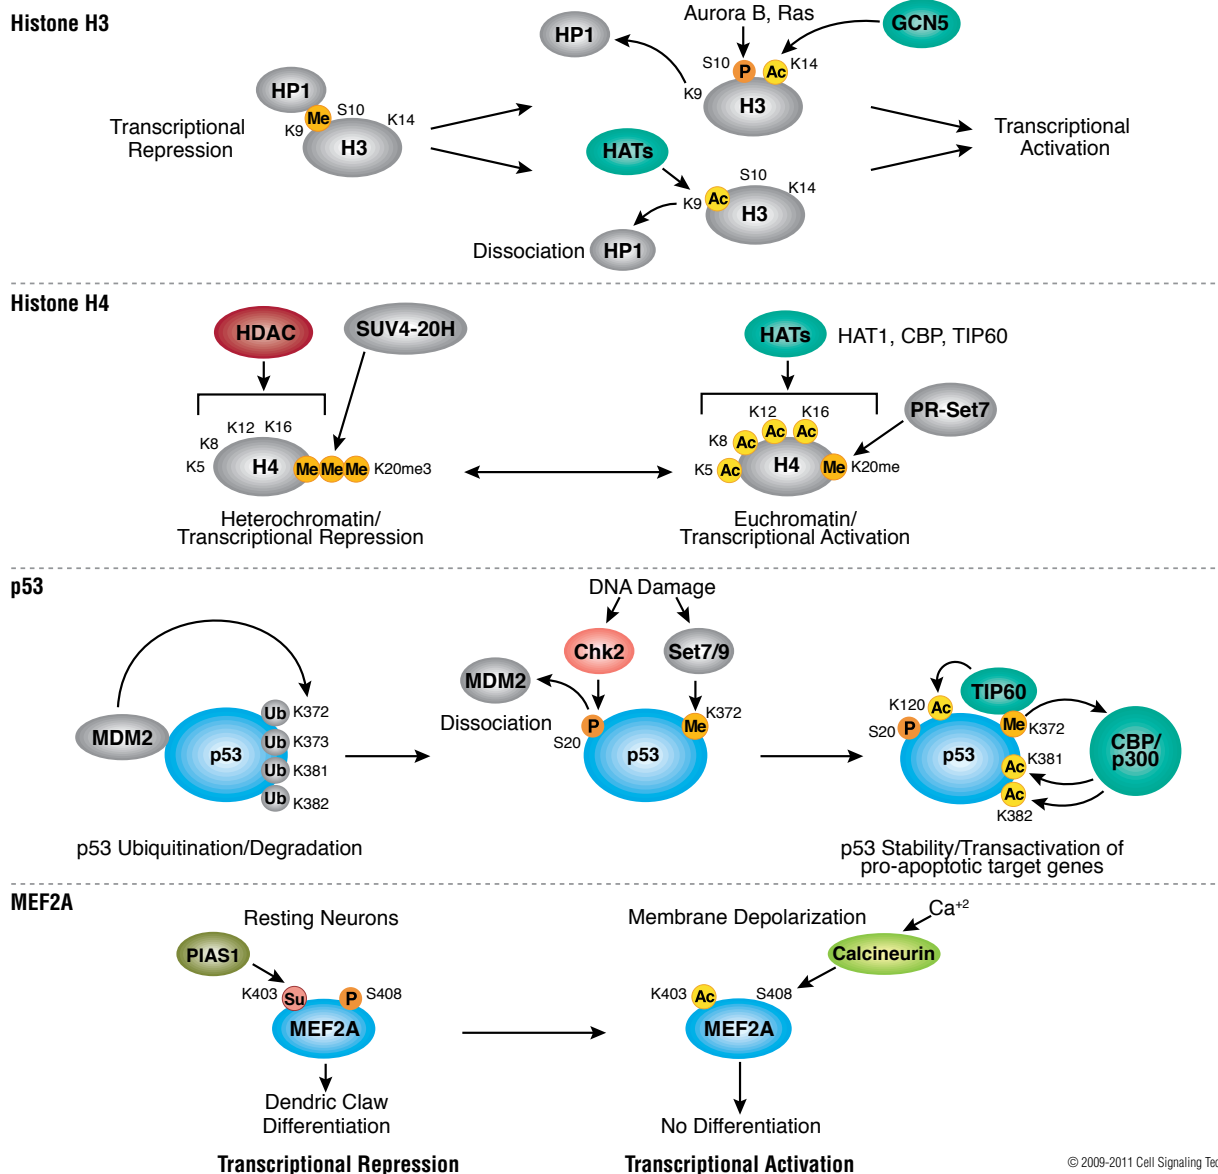 Histone H3
Aurora B, Ras
GCN5
HP1
S10
P
Ac
K14
K9
H3
HP1
Me
S10
K14
K9
H3
Transcriptional
Repression
Transcriptional
Activation
HATs
S10
K14
K9
Ac
H3
Dissociation
HP1
Histone H4
HDAC
SUV4-20H
HATs
HAT1, CBP, TIP60
PR-Set7
K12
K16
K8
K5
H4
Me
Me
Me
K20me3
K12
K16
Ac
Ac
K8
Ac
K5
Ac
H4
Me
K20me
Heterochromatin/
Transcriptional Repression
Euchromatin/
Transcriptional Activation
p53
DNA Damage
Chk2
Set7/9
MDM2
Dissociation
P
S20
Me
K372
p53
MDM2
p53
Ub
K372
Ub
K373
Ub
K381
Ub
K382
TIP60
K120
Ac
S20
P
Me
K372
p53
Ac
K381
Ac
K382
CBP/
p300
p53 Ubiquitination/Degradation
p53 Stability/Transactivation of
pro-apoptotic target genes
MEF2A
Resting Neurons
PIAS1
K403
Su
P
S408
MEF2A
Dendric Claw
Differentiation
Transcriptional Repression
Membrane Depolarization
Ca+2
Calcineurin
K403
Ac
S408
MEF2A
No Differentiation
Transcriptional Activation
© 2009-2011 Cell Signaling